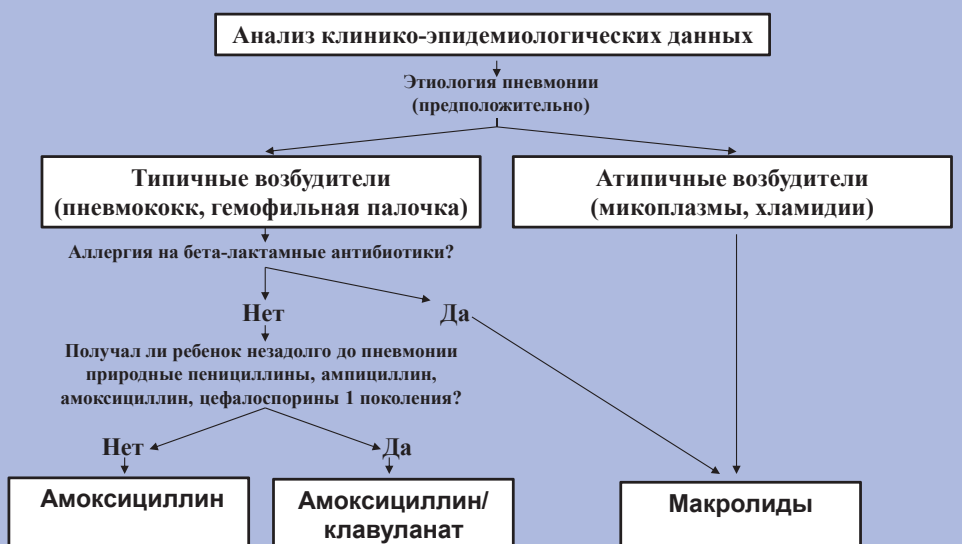 Анализ клинико-эпидемиологических данных
Этиология пневмонии
(предположительно)
Типичные возбудители
(пневмококк, гемофильная палочка)
Атипичные возбудители
(микоплазмы, хламидии)
Аллергия на бета-лактамные антибиотики?
Нет
Да
Получал ли ребенок незадолго до пневмонии
природные пенициллины, ампициллин,
амоксициллин, цефалоспорины 1 поколения?
Нет
Да
Амоксициллин
Амоксициллин/
клавуланат
Макролиды